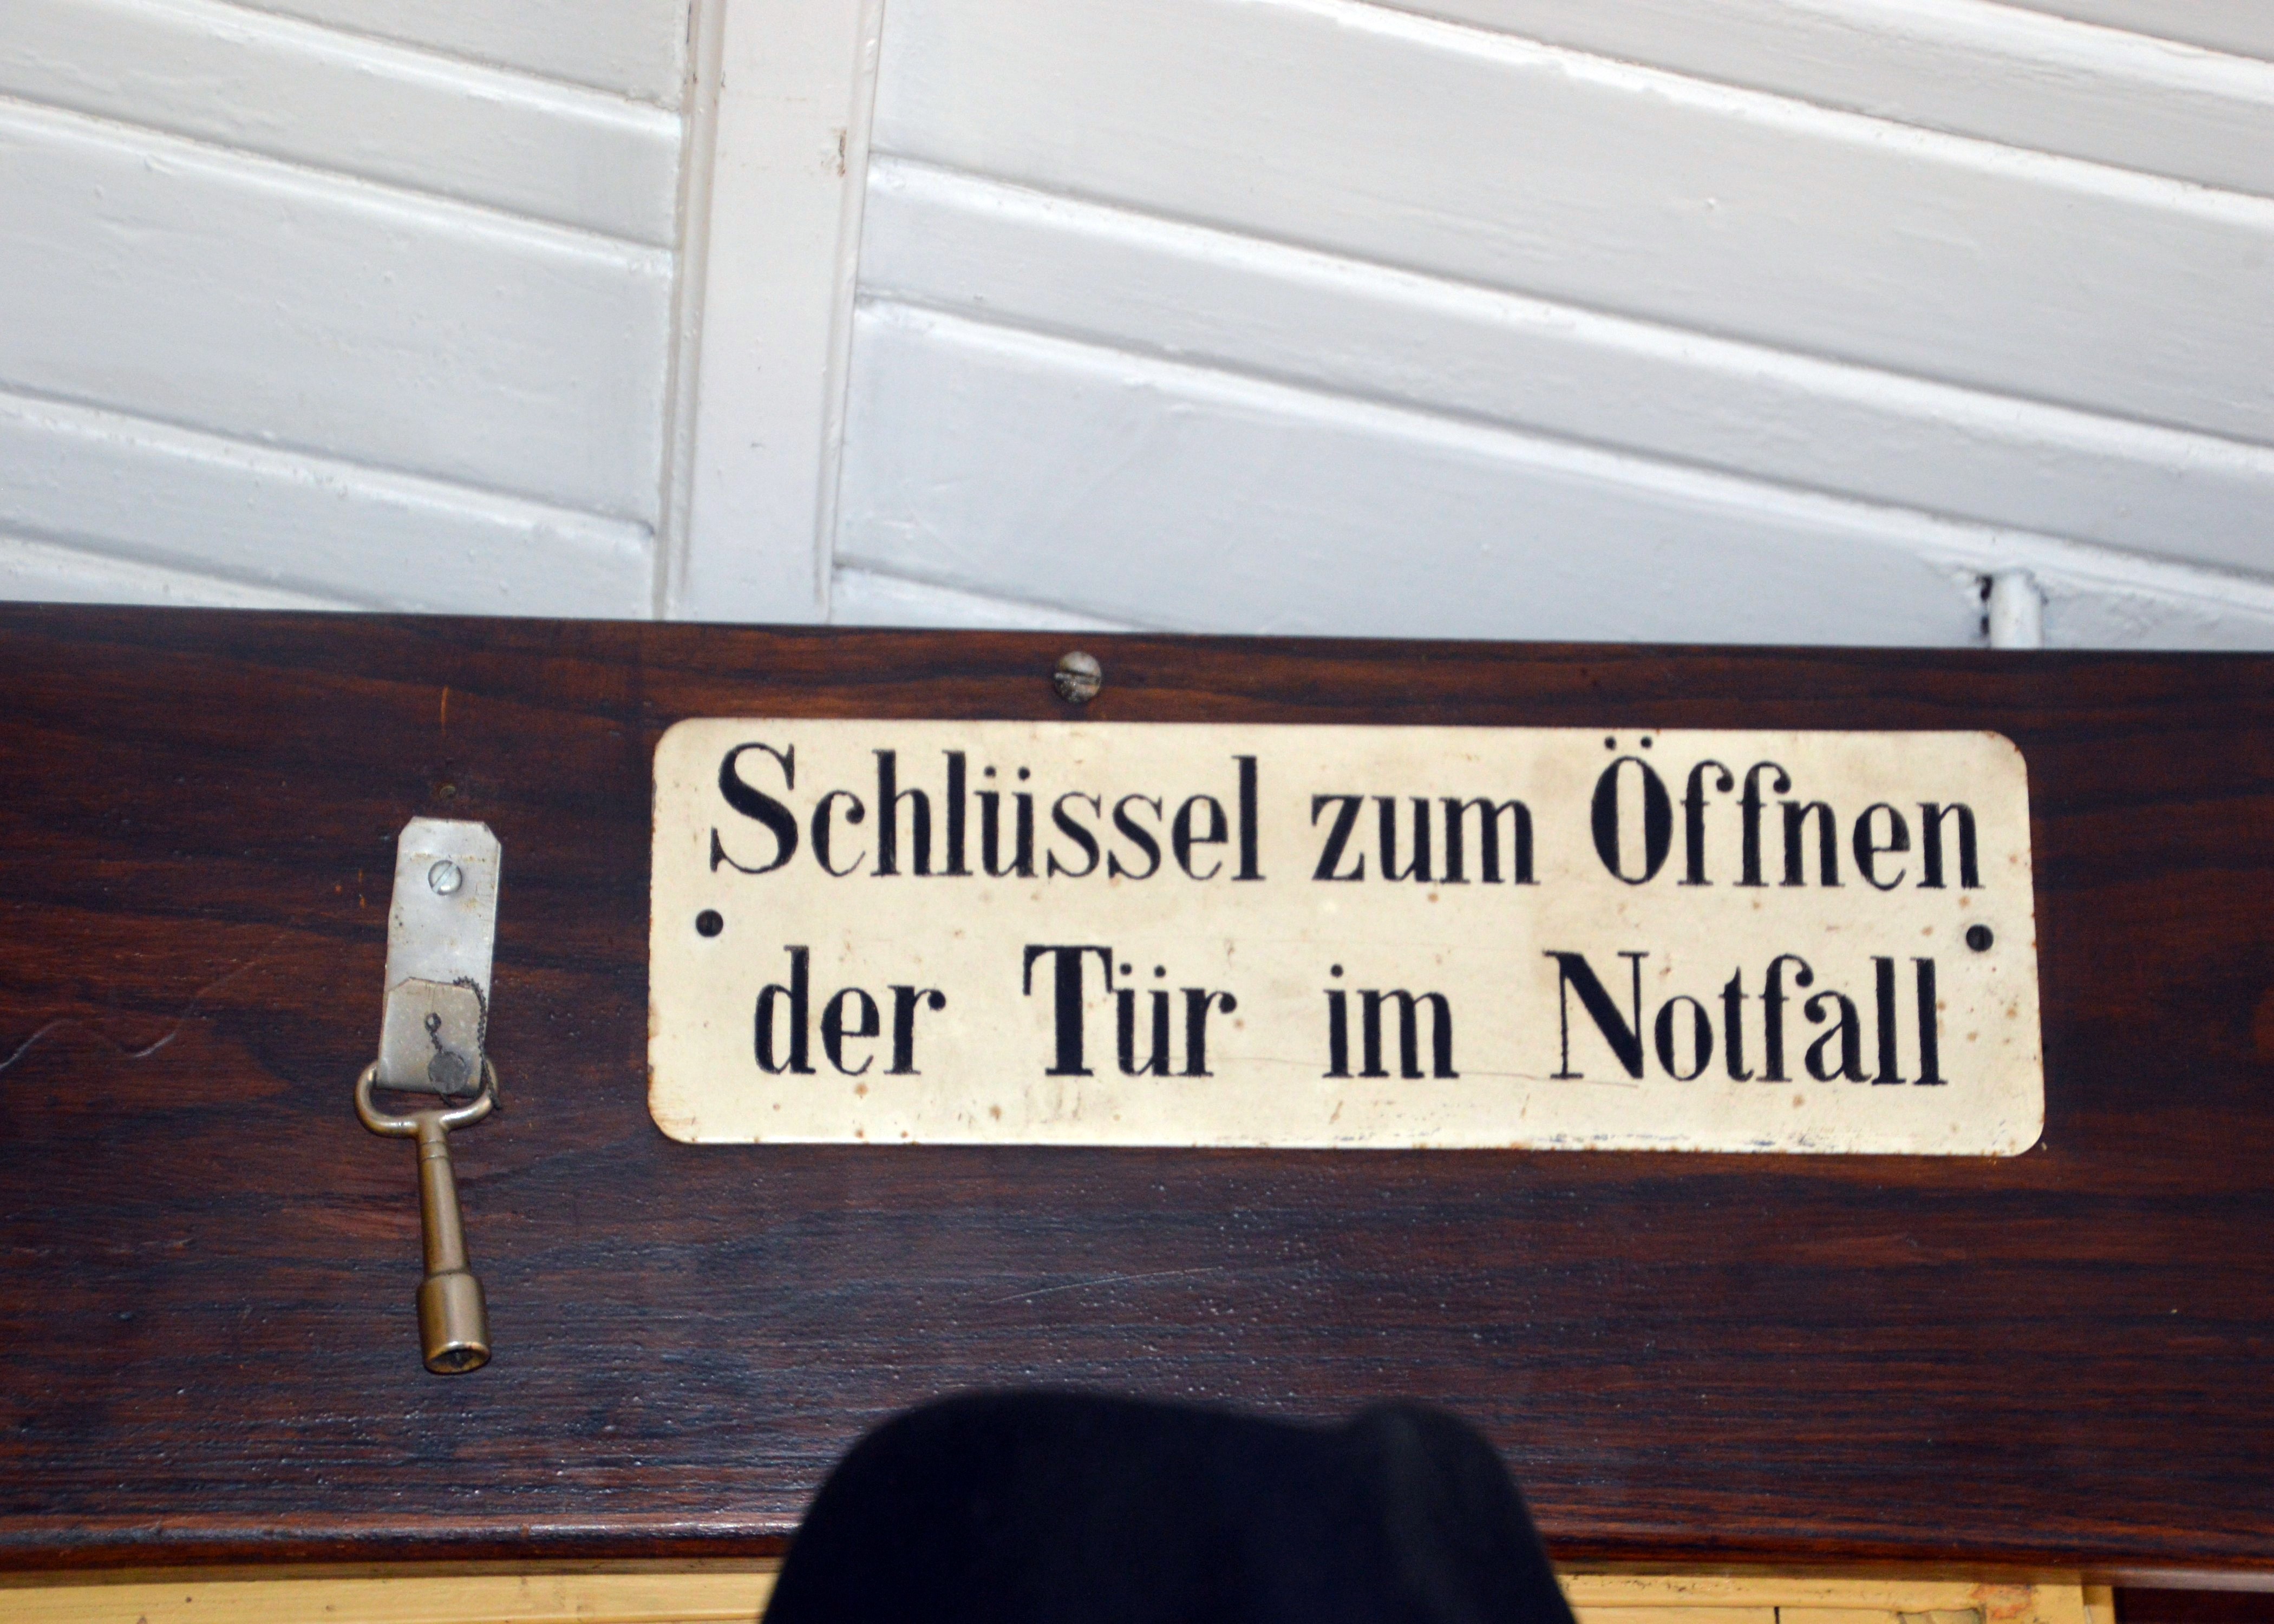 Schlüssel zum Öffnen
der Tür im Notfall